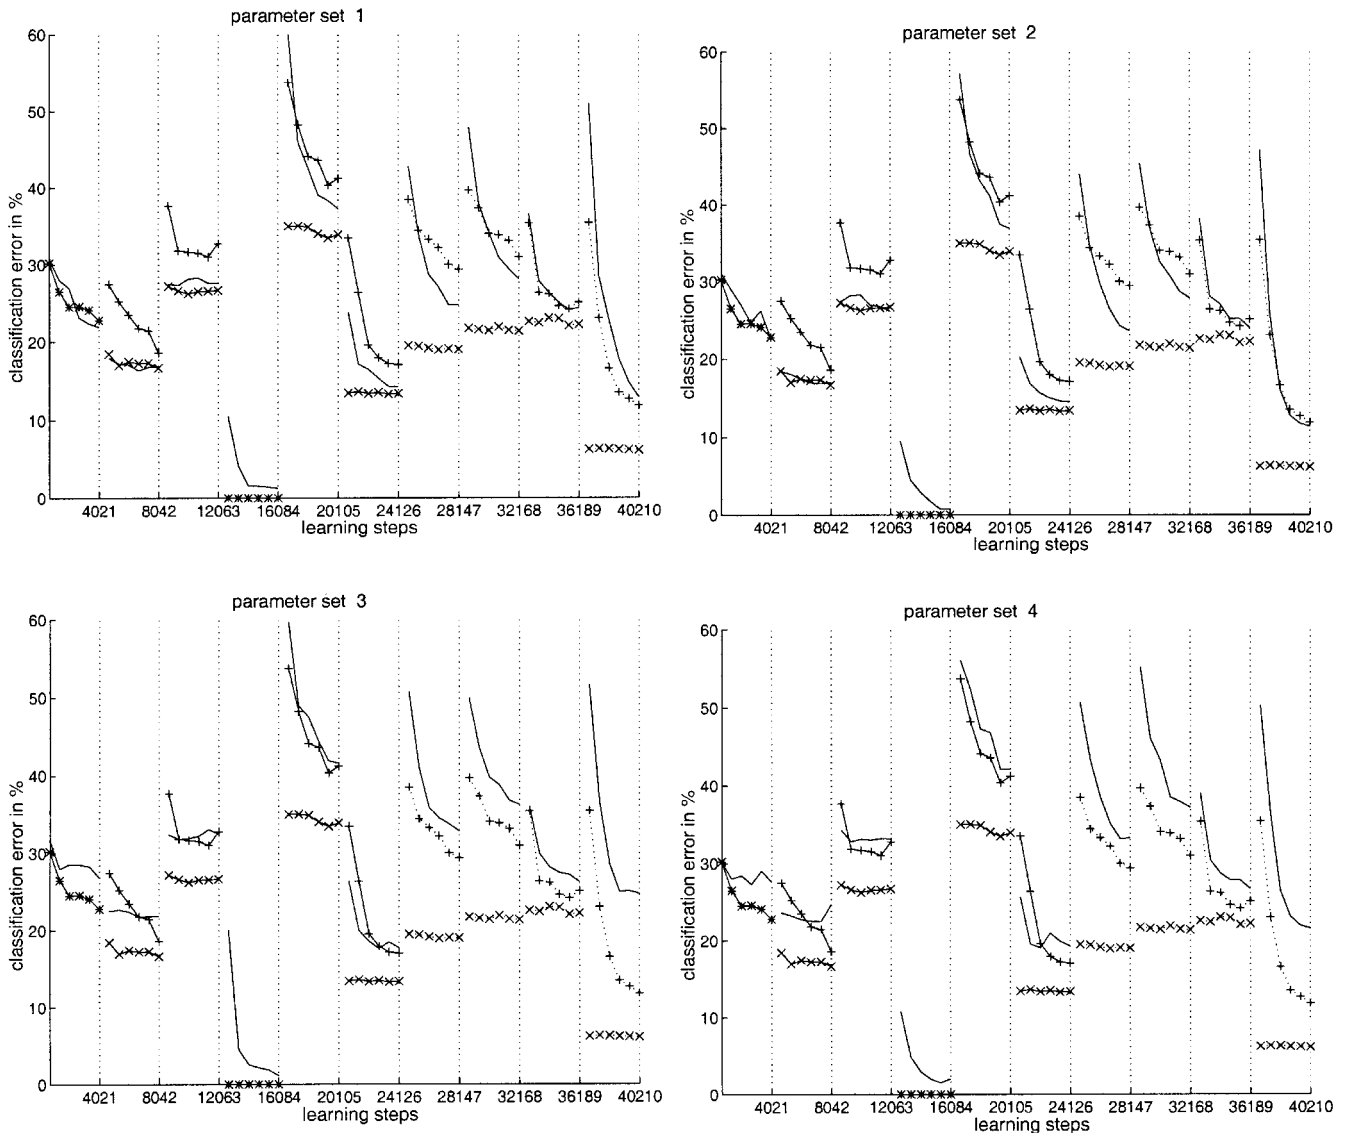 parameter set 1
classification error in %
60
50
40
30
20
10
0
4021 8042 12063 16084 20105 24126 28147 32168 36189 40210
learning steps
parameter set 2
classification error in %
60
50
40
30
20
10
0
4021 8042 12063 16084 20105 24126 28147 32168 36189 40210
learning steps
parameter set 3
classification error in %
60
50
40
30
20
10
0
4021 8042 12063 16084 20105 24126 28147 32168 36189 40210
learning steps
parameter set 4
classification error in %
60
50
40
30
20
10
0
4021 8042 12063 16084 20105 24126 28147 32168 36189 40210
learning steps